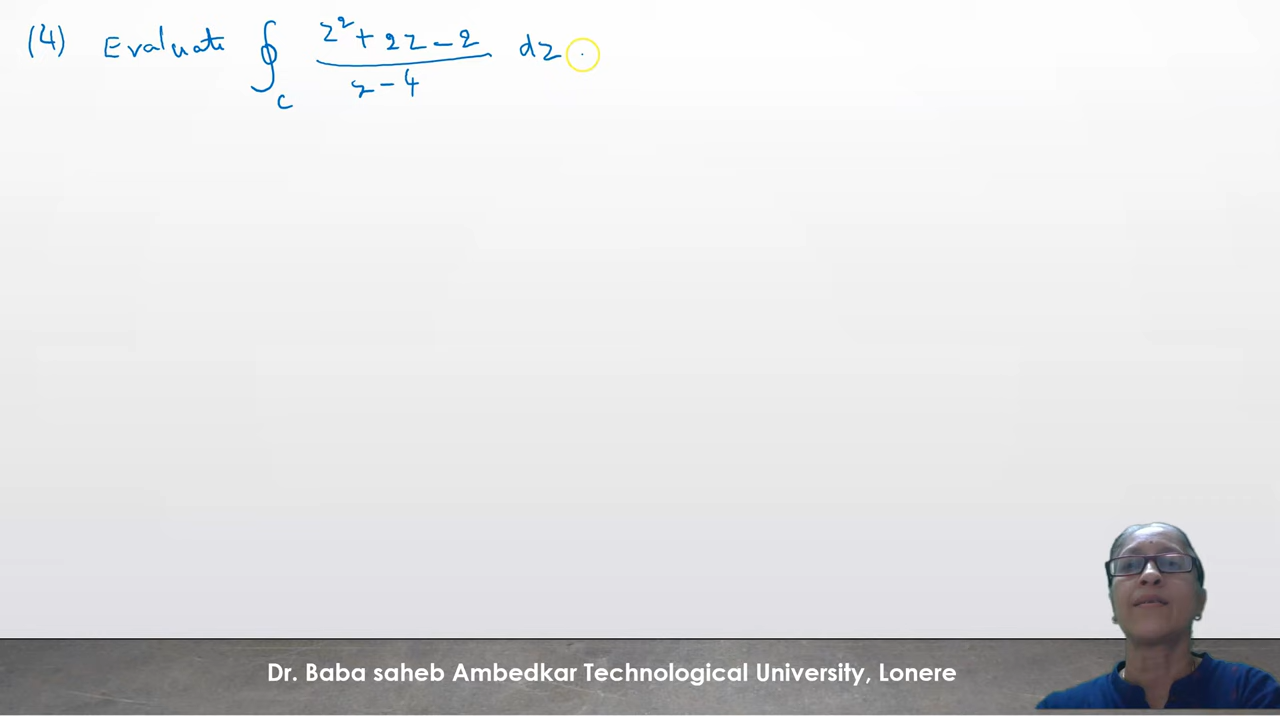 (4) Evaluate ∮_C (z² + 2z - 2)/(z - 4) dz
Dr. Baba saheb Ambedkar Technological University, Lonere